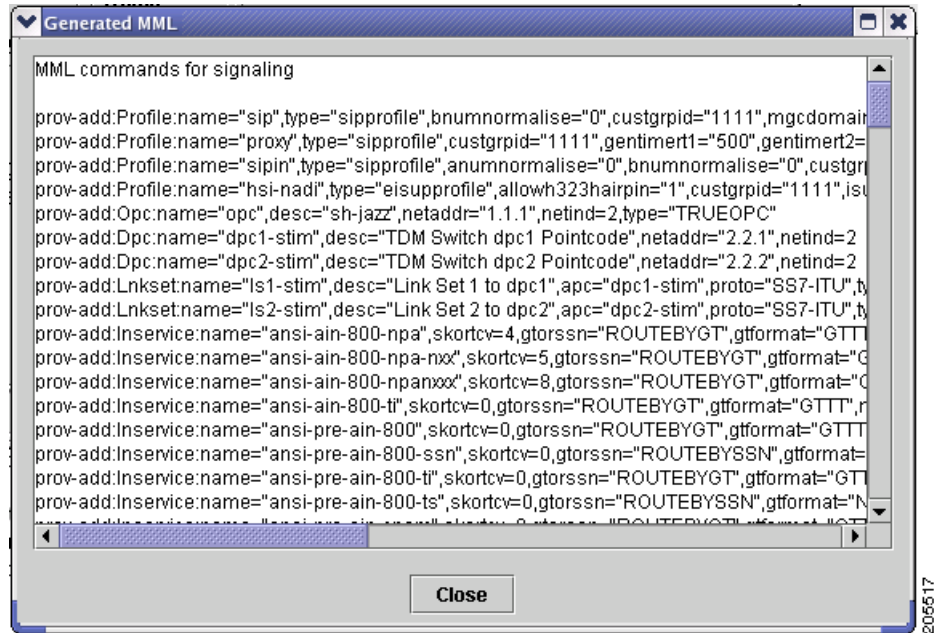 Generated MML
MML commands for signaling
prov-add:Profile:name="sip",type="sipprofile",bnumnormalise="0",custgrpid="1111",mgcdomain
prov-add:Profile:name="proxy",type="sipprofile",custgrpid="1111",gentimert1="500",gentimert2=
prov-add:Profile:name="sipin",type="sipprofile",anumnormalise="0",bnumnormalise="0",custgr
prov-add:Profile:name="hsi-nadi",type="eisupprofile",allowh323hairpin="1",custgrpid="1111",isu
prov-add:Opc:name="opc",desc="sh-jazz",netaddr="1.1.1",netind=2,type="TRUEOPC"
prov-add:Dpc:name="dpc1-stim",desc="TDM Switch dpc1 Pointcode",netaddr="2.2.1",netind=2
prov-add:Dpc:name="dpc2-stim",desc="TDM Switch dpc2 Pointcode",netaddr="2.2.2",netind=2
prov-add:Lnkset:name="ls1-stim",desc="Link Set 1 to dpc1",apc="dpc1-stim",proto="SS7-ITU",ty
prov-add:Lnkset:name="ls2-stim",desc="Link Set 2 to dpc2",apc="dpc2-stim",proto="SS7-ITU",ty
prov-add:Inservice:name="ansi-ain-800-npa",skortcv=4,gtorssn="ROUTEBYGT",gtformat="GTTT
prov-add:Inservice:name="ansi-ain-800-npa-nxx",skortcv=5,gtorssn="ROUTEBYGT",gtformat="G
prov-add:Inservice:name="ansi-ain-800-npanxxx",skortcv=8,gtorssn="ROUTEBYGT",gtformat="G
prov-add:Inservice:name="ansi-ain-800-ti",skortcv=0,gtorssn="ROUTEBYGT",gtformat="GTTT",r
prov-add:Inservice:name="ansi-pre-ain-800",skortcv=0,gtorssn="ROUTEBYGT",gtformat="GTTT
prov-add:Inservice:name="ansi-pre-ain-800-ssn",skortcv=0,gtorssn="ROUTEBYSSN",gtformat=
prov-add:Inservice:name="ansi-pre-ain-800-ti",skortcv=0,gtorssn="ROUTEBYGT",gtformat="GTT
prov-add:Inservice:name="ansi-pre-ain-800-ts",skortcv=0,gtorssn="ROUTEBYSSN",gtformat="N
Close
205517